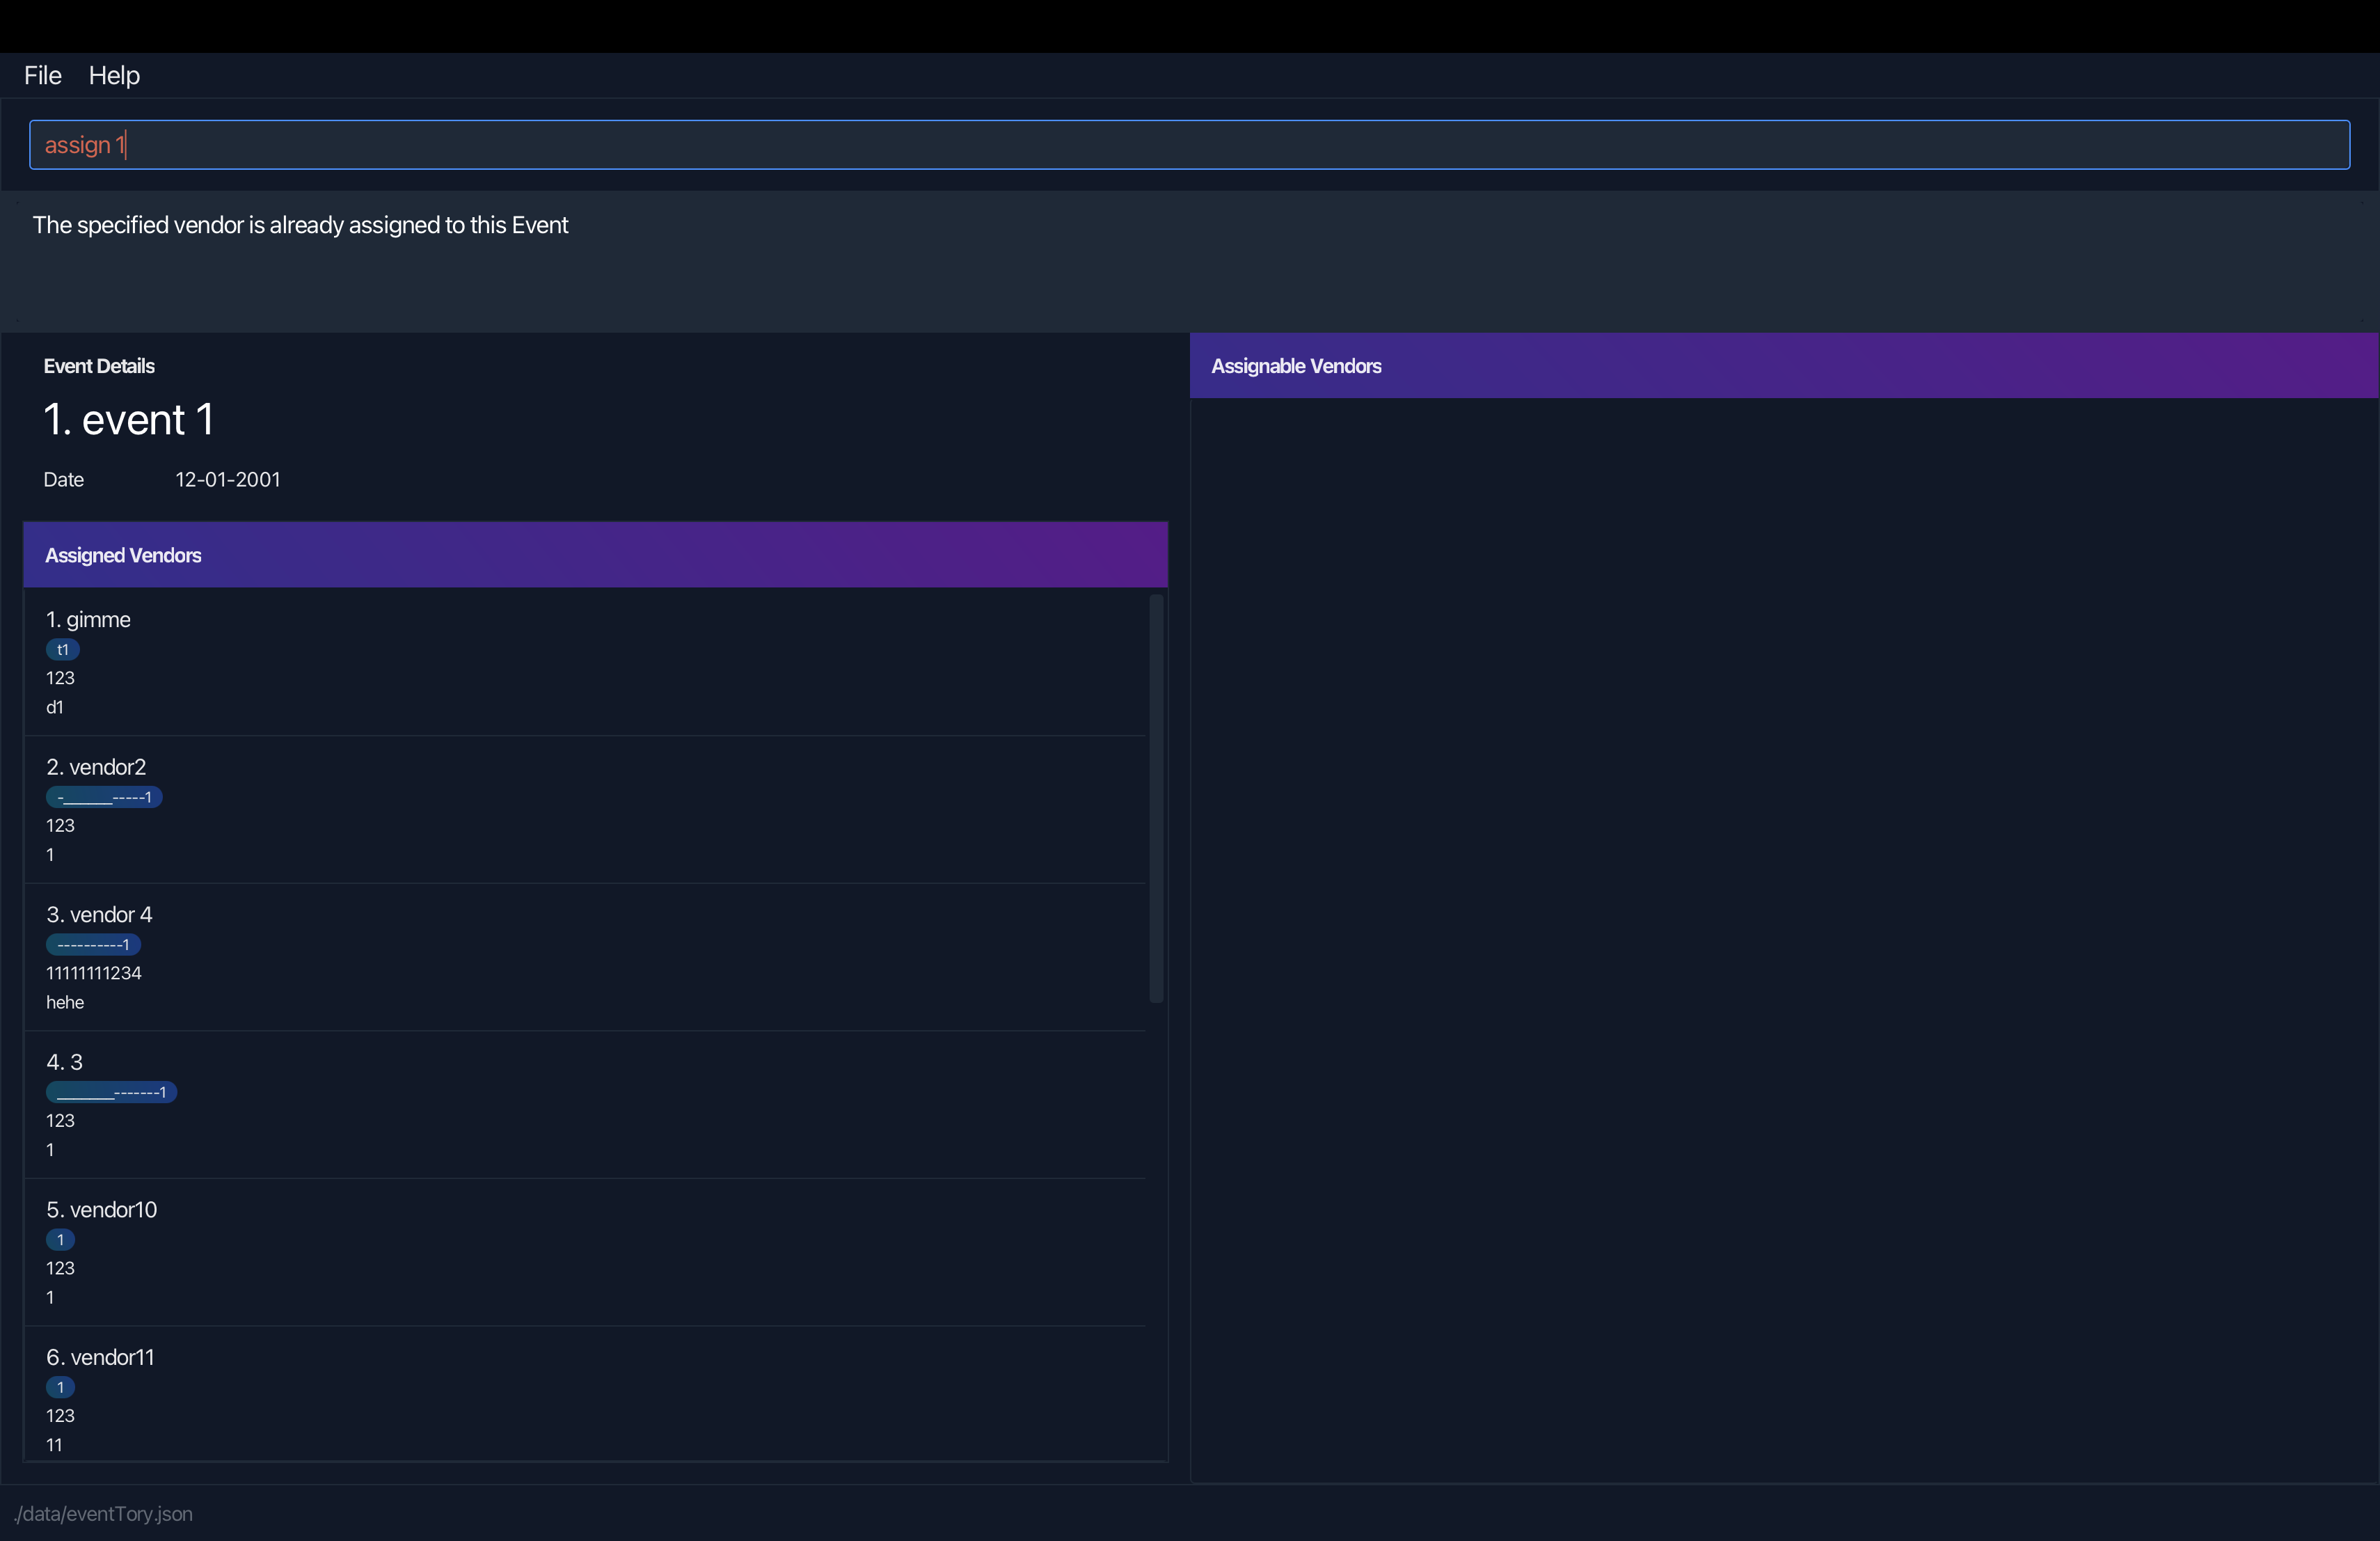 File Help
assign 1
The specified vendor is already assigned to this Event
Event Details
1. event 1
Date 12-01-2001
Assigned Vendors
1. gimme
t1
123
d1
2. vendor2
-_______-----1
123
1
3. vendor 4
----------1
11111111234
hehe
4. 3
________-------1
123
1
5. vendor10
1
123
1
6. vendor11
1
123
11
Assignable Vendors
./data/eventTory.json